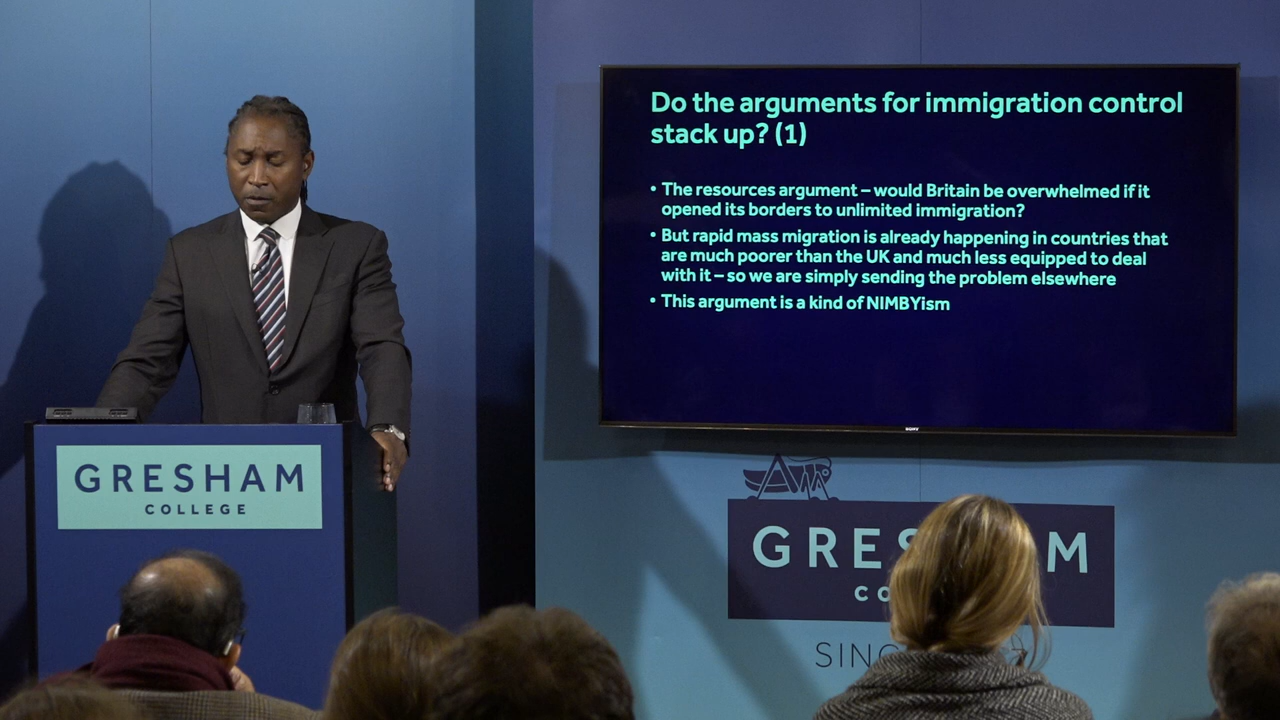 Do the arguments for immigration control
stack up? (1)
• The resources argument – would Britain be overwhelmed if it
opened its borders to unlimited immigration?
• But rapid mass migration is already happening in countries that
are much poorer than the UK and much less equipped to deal
with it – so we are simply sending the problem elsewhere
• This argument is a kind of NIMBYism
SONY
GRESHAM
COLLEGE